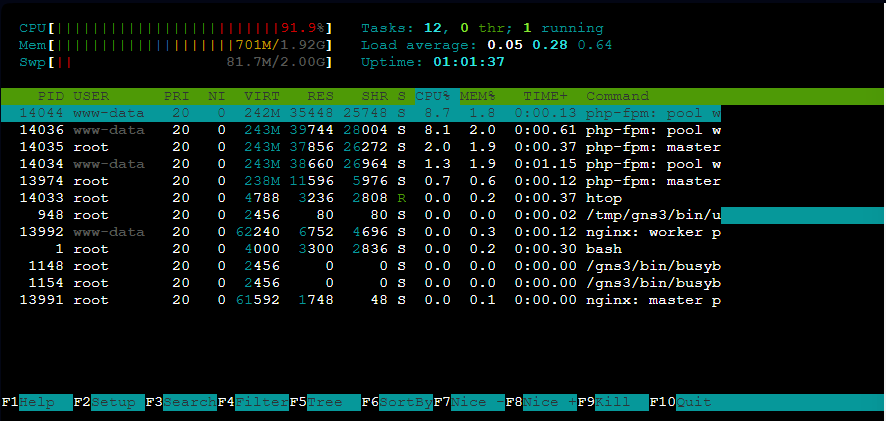 CPU[||||||||||||||||||||||||||||91.9%] Tasks: 12, 0 thr; 1 running
Mem[|||||||||||||||||||||||701M/1.92G] Load average: 0.05 0.28 0.64
Swp[|| 81.7M/2.00G] Uptime: 01:01:37
PID USER PRI NI VIRT RES SHR S CPU% MEM% TIME+ Command
14044 www-data 20 0 242M 35448 25748 S 8.7 1.8 0:00.13 php-fpm: pool w
14036 www-data 20 0 243M 39744 28004 S 8.1 2.0 0:00.61 php-fpm: pool w
14035 root 20 0 243M 37856 26272 S 2.0 1.9 0:00.37 php-fpm: master
14034 www-data 20 0 243M 38660 26964 S 1.3 1.9 0:01.15 php-fpm: pool w
13974 root 20 0 238M 11596 5976 S 0.7 0.6 0:00.12 php-fpm: master
14033 root 20 0 4788 3236 2808 R 0.0 0.2 0:00.37 htop
948 root 20 0 2456 80 80 S 0.0 0.0 0:00.02 /tmp/gns3/bin/u
13992 www-data 20 0 62240 6752 4696 S 0.0 0.3 0:00.12 nginx: worker p
1 root 20 0 4000 3300 2836 S 0.0 0.2 0:00.30 bash
1148 root 20 0 2456 0 0 S 0.0 0.0 0:00.00 /gns3/bin/busyb
1154 root 20 0 2456 0 0 S 0.0 0.0 0:00.00 /gns3/bin/busyb
13991 root 20 0 61592 1748 48 S 0.0 0.1 0:00.00 nginx: master p
F1Help F2Setup F3SearchF4FilterF5Tree F6SortByF7Nice -F8Nice +F9Kill F10Quit